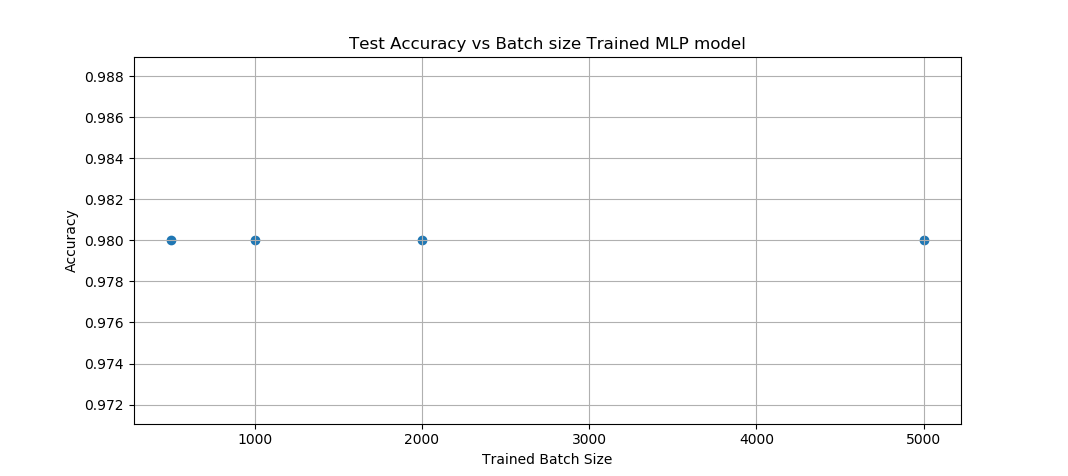 Test Accuracy vs Batch size Trained MLP model
0.988
0.986
0.984
0.982
0.980
0.978
0.976
0.974
0.972
Accuracy
1000 2000 3000 4000 5000
Trained Batch Size